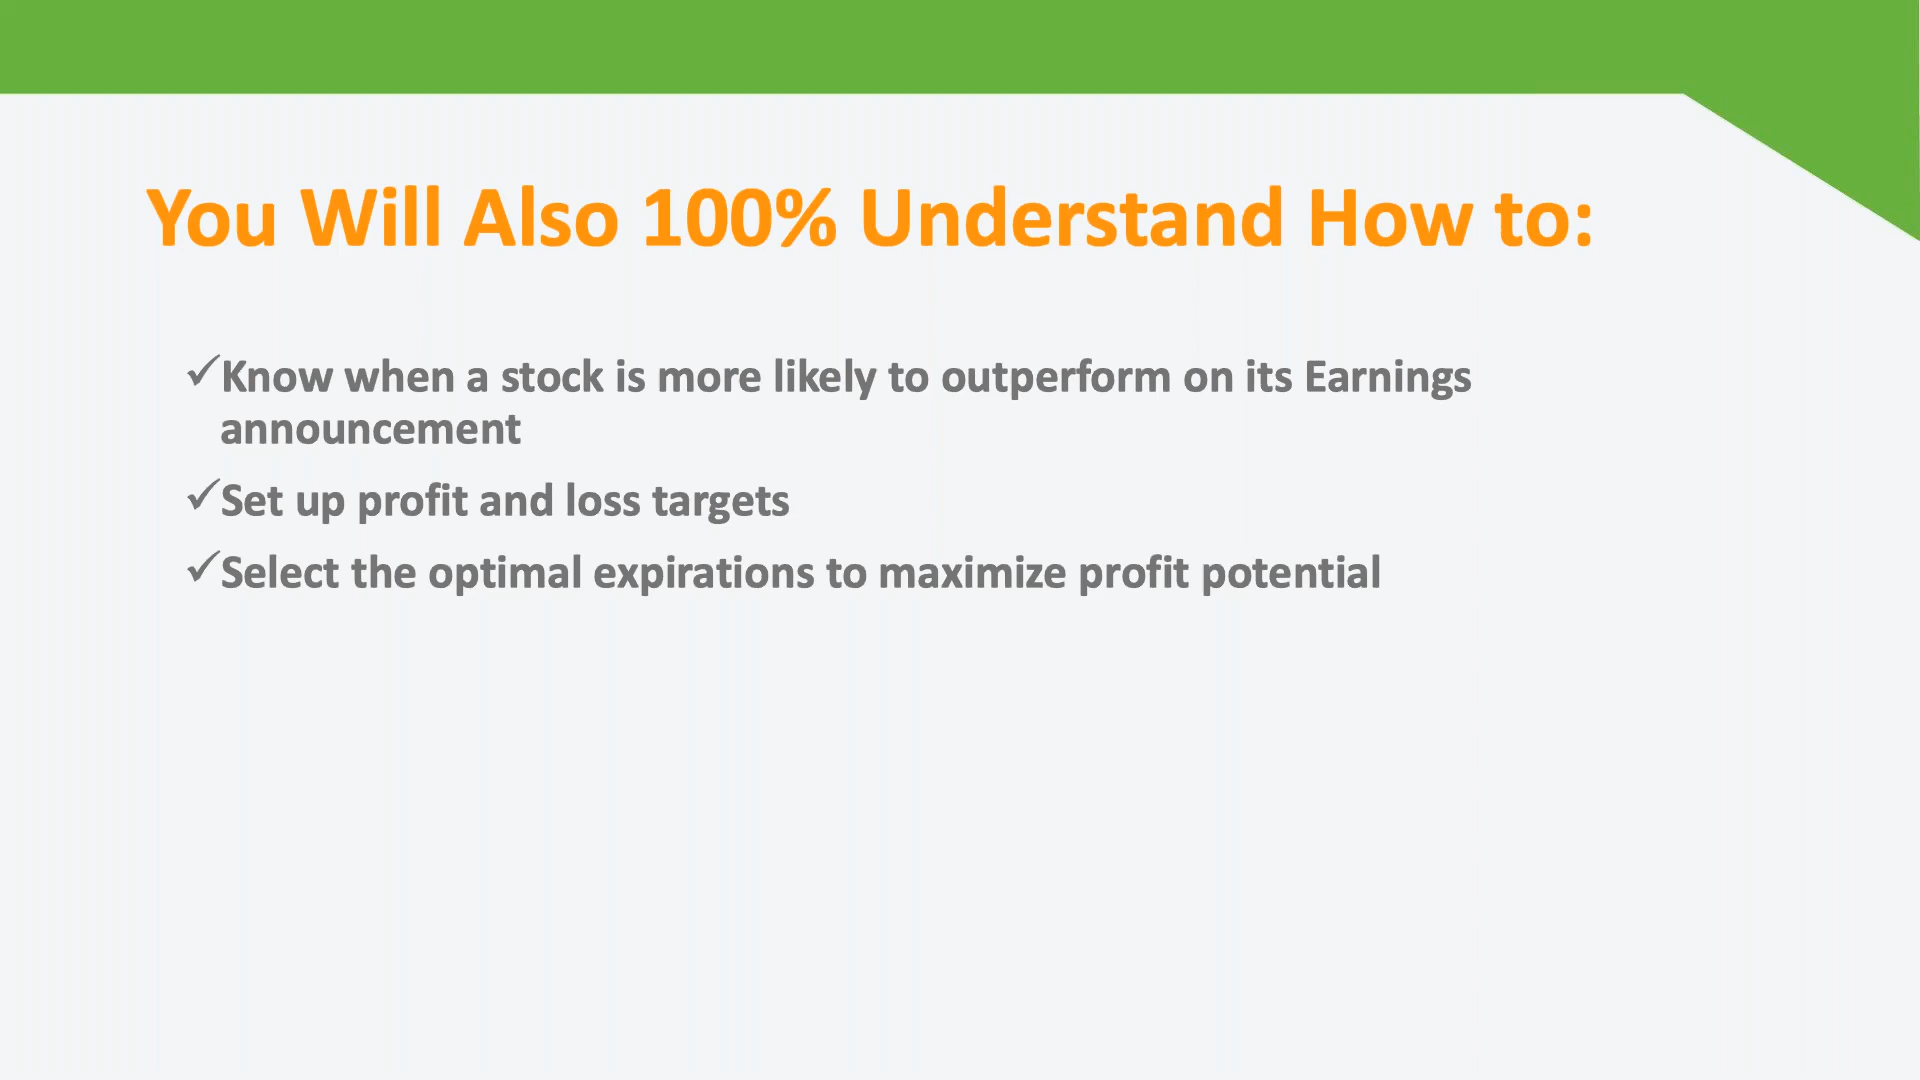 You Will Also 100% Understand How to:
✓Know when a stock is more likely to outperform on its Earnings
announcement
✓Set up profit and loss targets
✓Select the optimal expirations to maximize profit potential